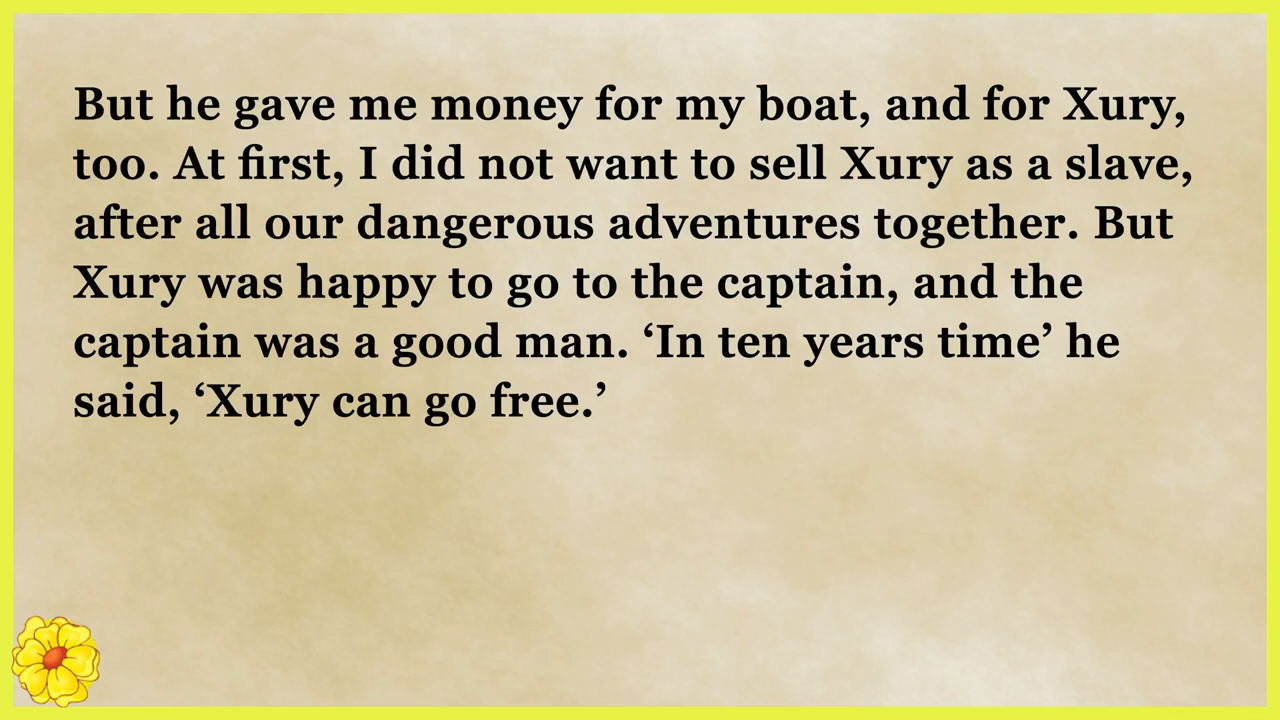 But he gave me money for my boat, and for Xury,
too. At first, I did not want to sell Xury as a slave,
after all our dangerous adventures together. But
Xury was happy to go to the captain, and the
captain was a good man. ‘In ten years time’ he
said, ‘Xury can go free.’